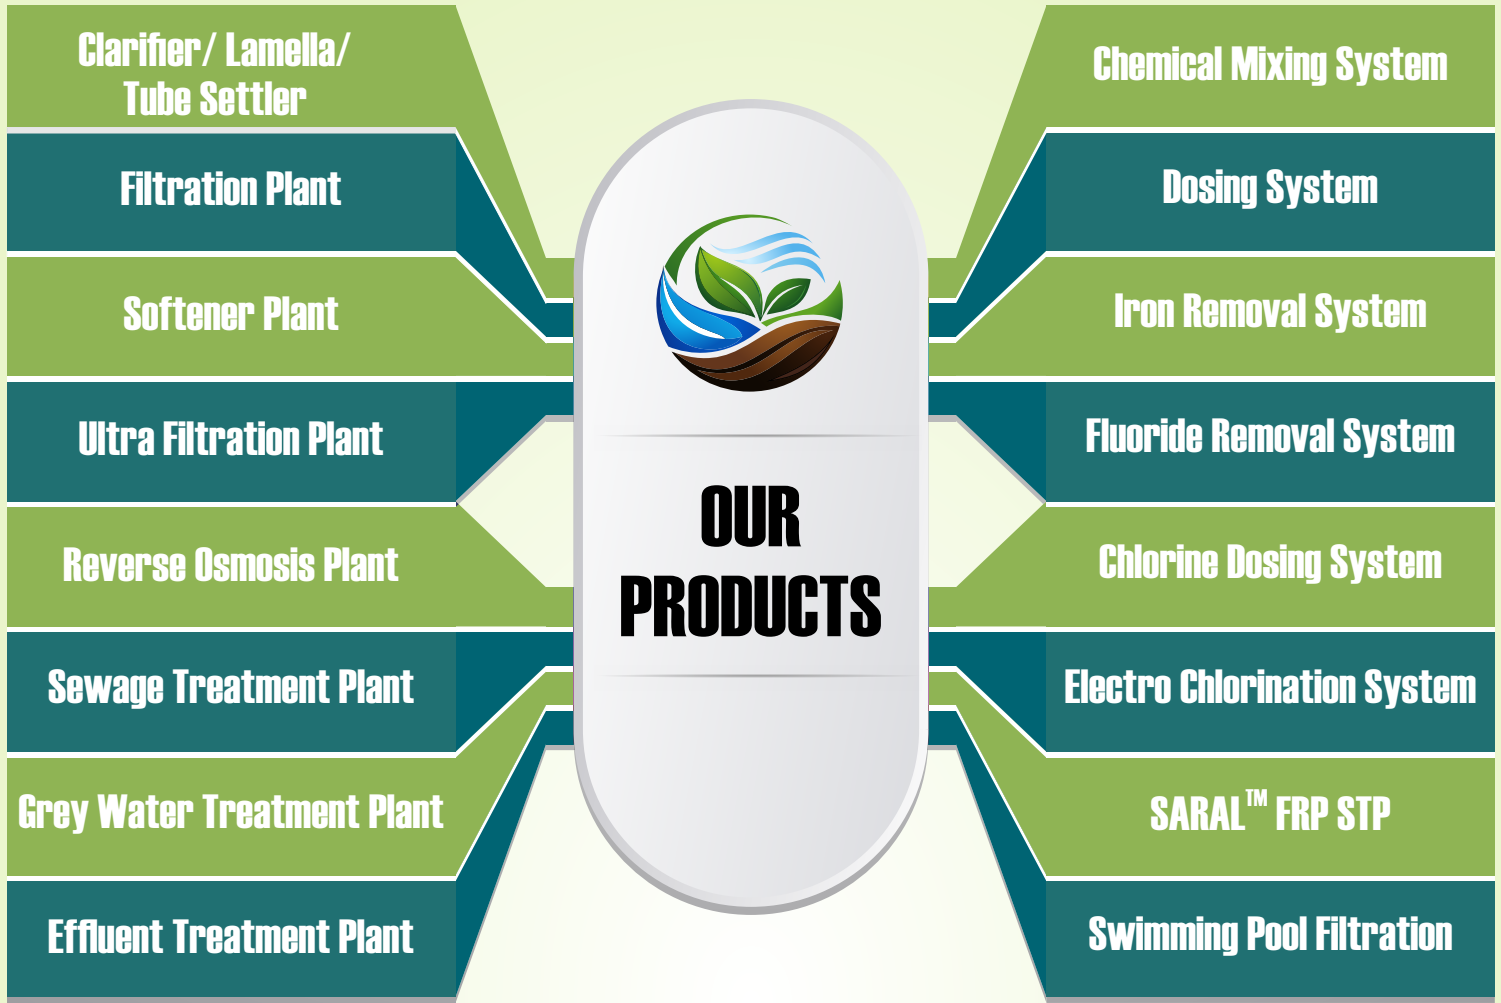 Clarifier/ Lamella/
Tube Settler
Filtration Plant
Softener Plant
Ultra Filtration Plant
Reverse Osmosis Plant
Sewage Treatment Plant
Grey Water Treatment Plant
Effluent Treatment Plant
OUR
PRODUCTS
Chemical Mixing System
Dosing System
Iron Removal System
Fluoride Removal System
Chlorine Dosing System
Electro Chlorination System
SARAL™ FRP STP
Swimming Pool Filtration